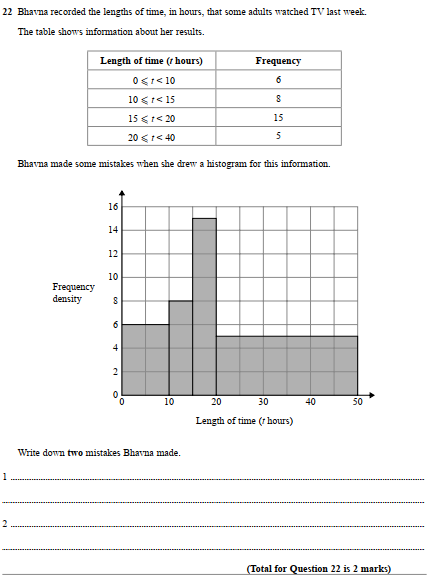 22 Bhavna recorded the lengths of time, in hours, that some adults watched TV last week.
The table shows information about her results.
Length of time (t hours) Frequency
0 ⩽ t < 10 6
10 ⩽ t < 15 8
15 ⩽ t < 20 15
20 ⩽ t < 40 5
Bhavna made some mistakes when she drew a histogram for this information.
16
14
12
10
Frequency
density
8
6
4
2
0
0 10 20 30 40 50
Length of time (t hours)
Write down two mistakes Bhavna made.
1
2
(Total for Question 22 is 2 marks)